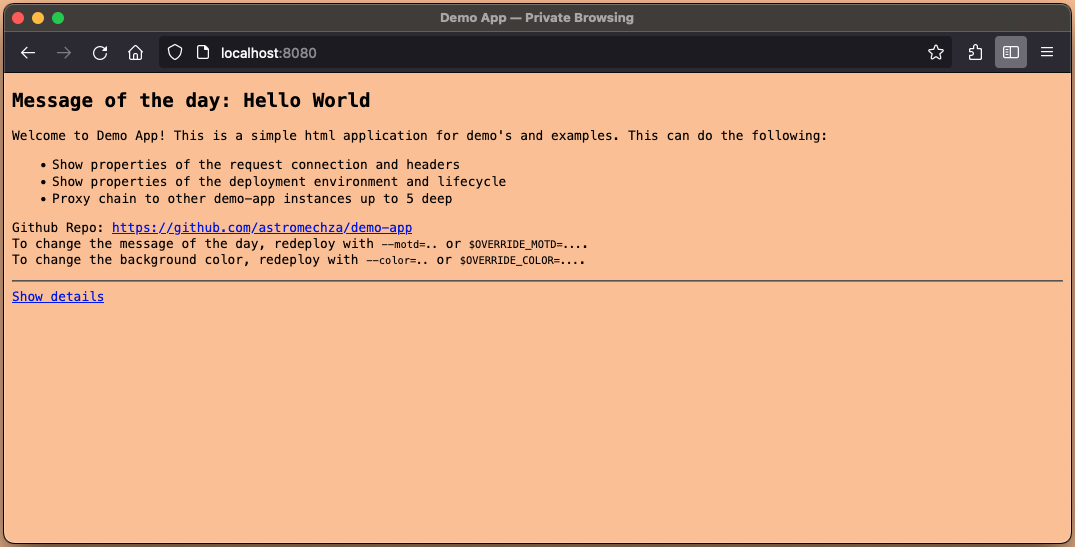 Demo App — Private Browsing
localhost:8080
Message of the day: Hello World
Welcome to Demo App! This is a simple html application for demo's and examples. This can do the following:
• Show properties of the request connection and headers
• Show properties of the deployment environment and lifecycle
• Proxy chain to other demo-app instances up to 5 deep
Github Repo: https://github.com/astromechza/demo-app
To change the message of the day, redeploy with --motd=.. or $OVERRIDE_MOTD=....
To change the background color, redeploy with --color=.. or $OVERRIDE_COLOR=....
Show details